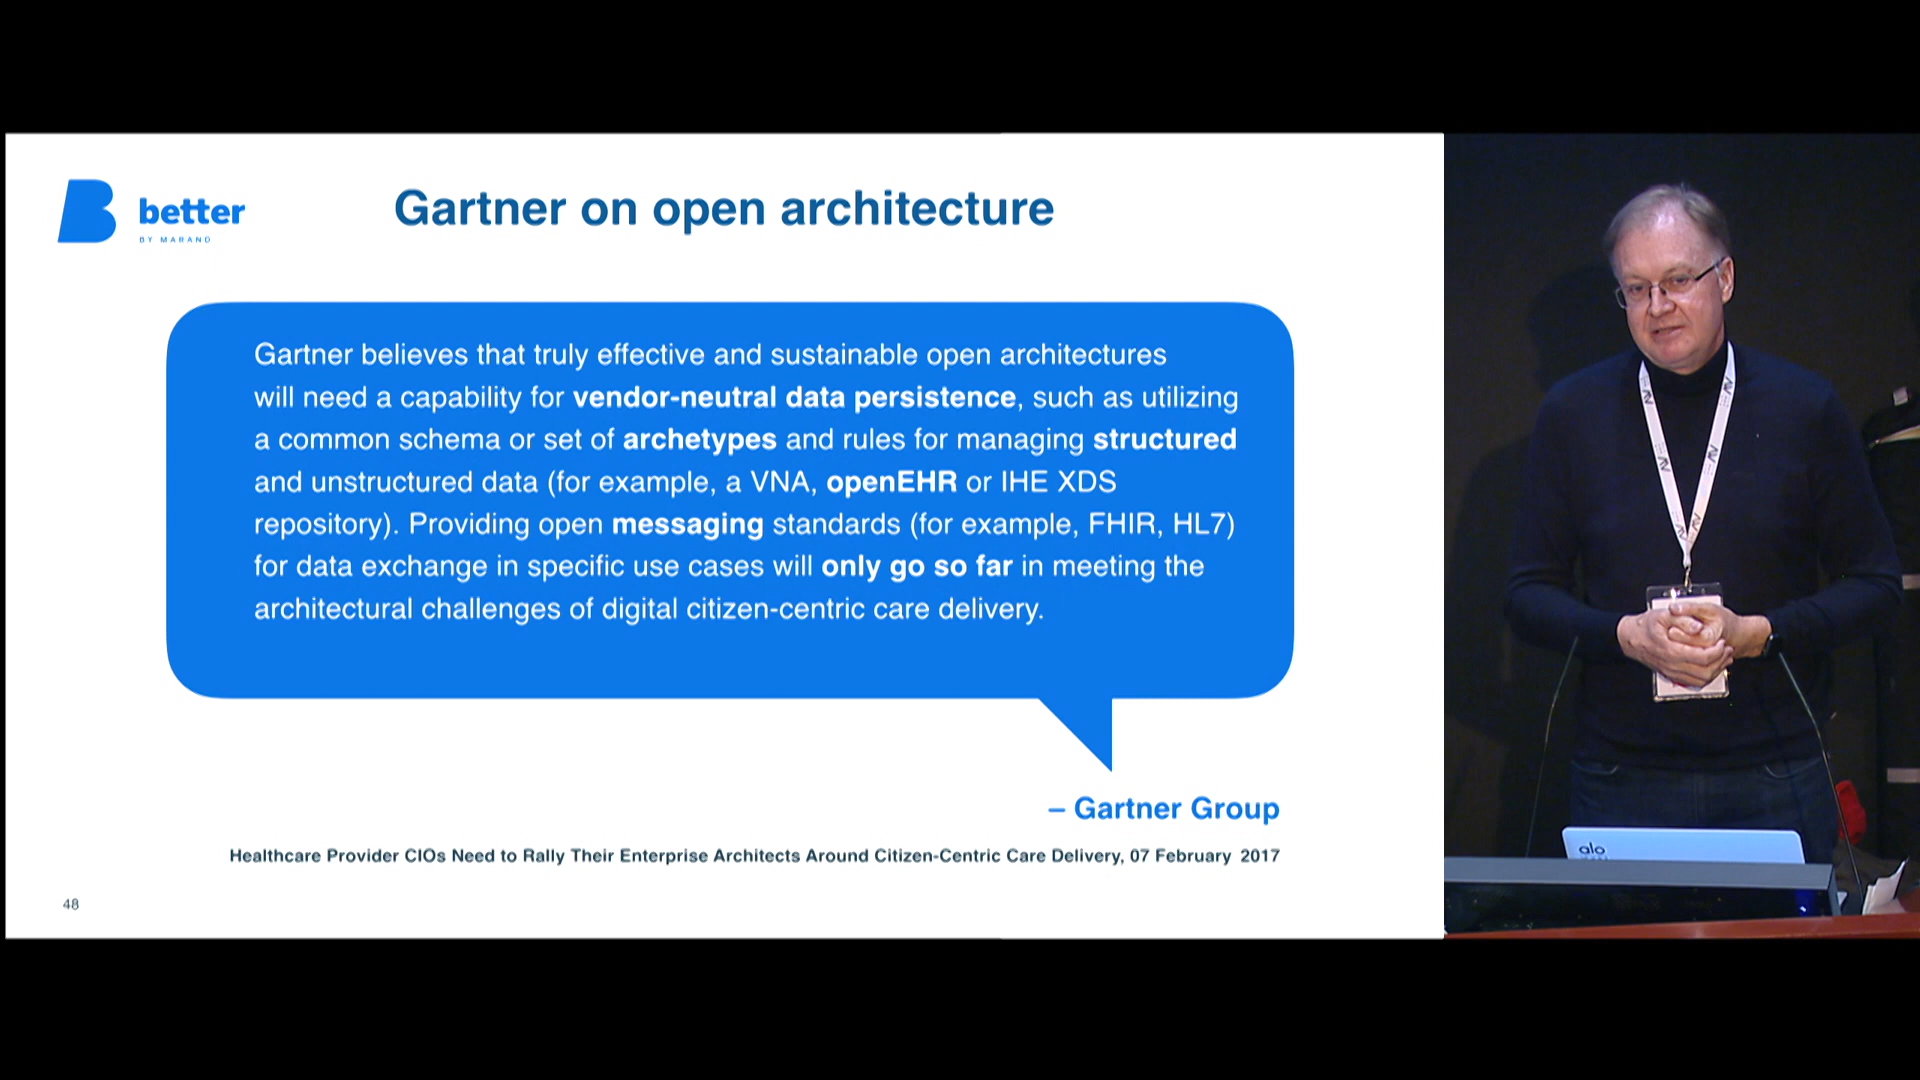 better
BY MARAND
Gartner on open architecture
Gartner believes that truly effective and sustainable open architectures
will need a capability for vendor-neutral data persistence, such as utilizing
a common schema or set of archetypes and rules for managing structured
and unstructured data (for example, a VNA, openEHR or IHE XDS
repository). Providing open messaging standards (for example, FHIR, HL7)
for data exchange in specific use cases will only go so far in meeting the
architectural challenges of digital citizen-centric care delivery.
– Gartner Group
Healthcare Provider CIOs Need to Rally Their Enterprise Architects Around Citizen-Centric Care Delivery, 07 February 2017
48
alo